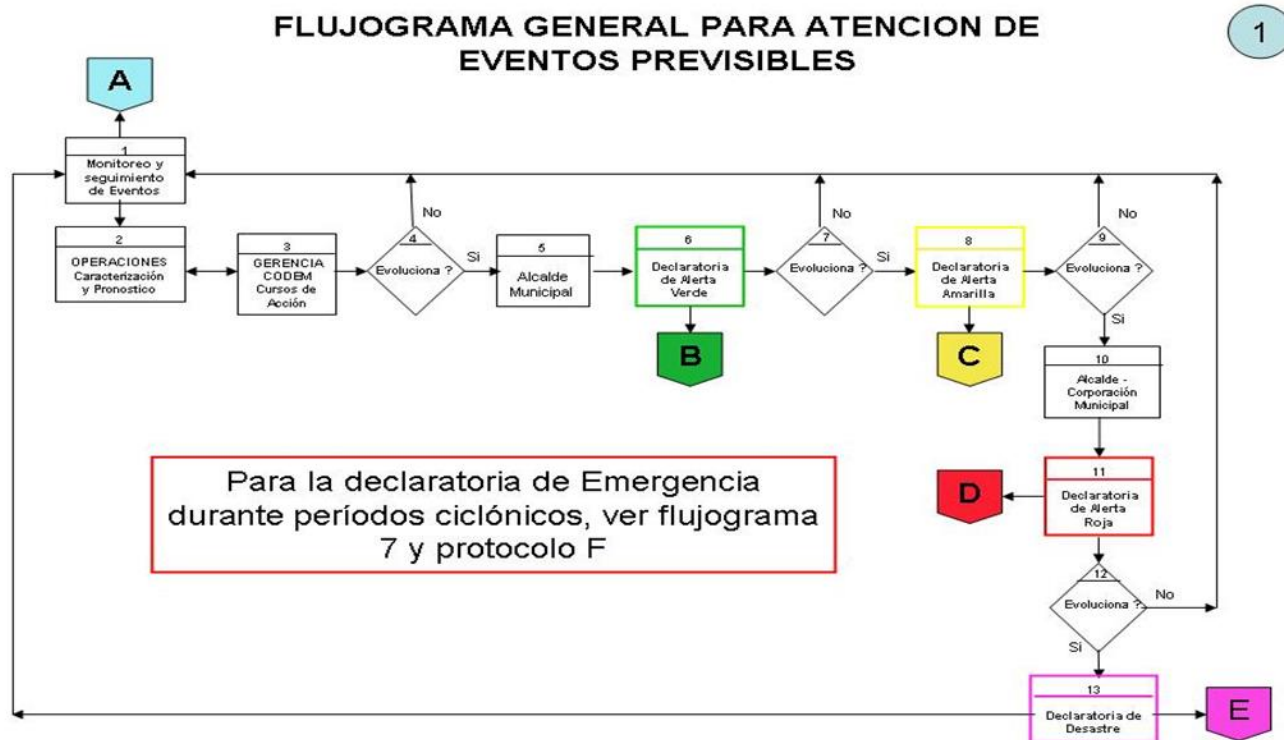 FLUJOGRAMA GENERAL PARA ATENCION DE
EVENTOS PREVISIBLES
1
A
1
Monitoreo y
seguimiento
de Eventos
2
OPERACIONES
Caracterización
y Pronostico
3
GERENCIA
CODEM
Cursos de
Acción
No
4
Evoluciona ?
Si
5
Alcalde
Municipal
6
Declaratoria
de Alerta
Verde
B
No
7
Evoluciona ?
Si
8
Declaratoria
de Alerta
Amarilla
C
No
9
Evoluciona ?
Si
10
Alcalde -
Corporación
Municipal
11
Declaratoria
de Alerta
Roja
D
Para la declaratoria de Emergencia
durante períodos ciclónicos, ver flujograma
7 y protocolo F
12
Evoluciona ?
No
Si
13
Declaratoria de
Desastre
E